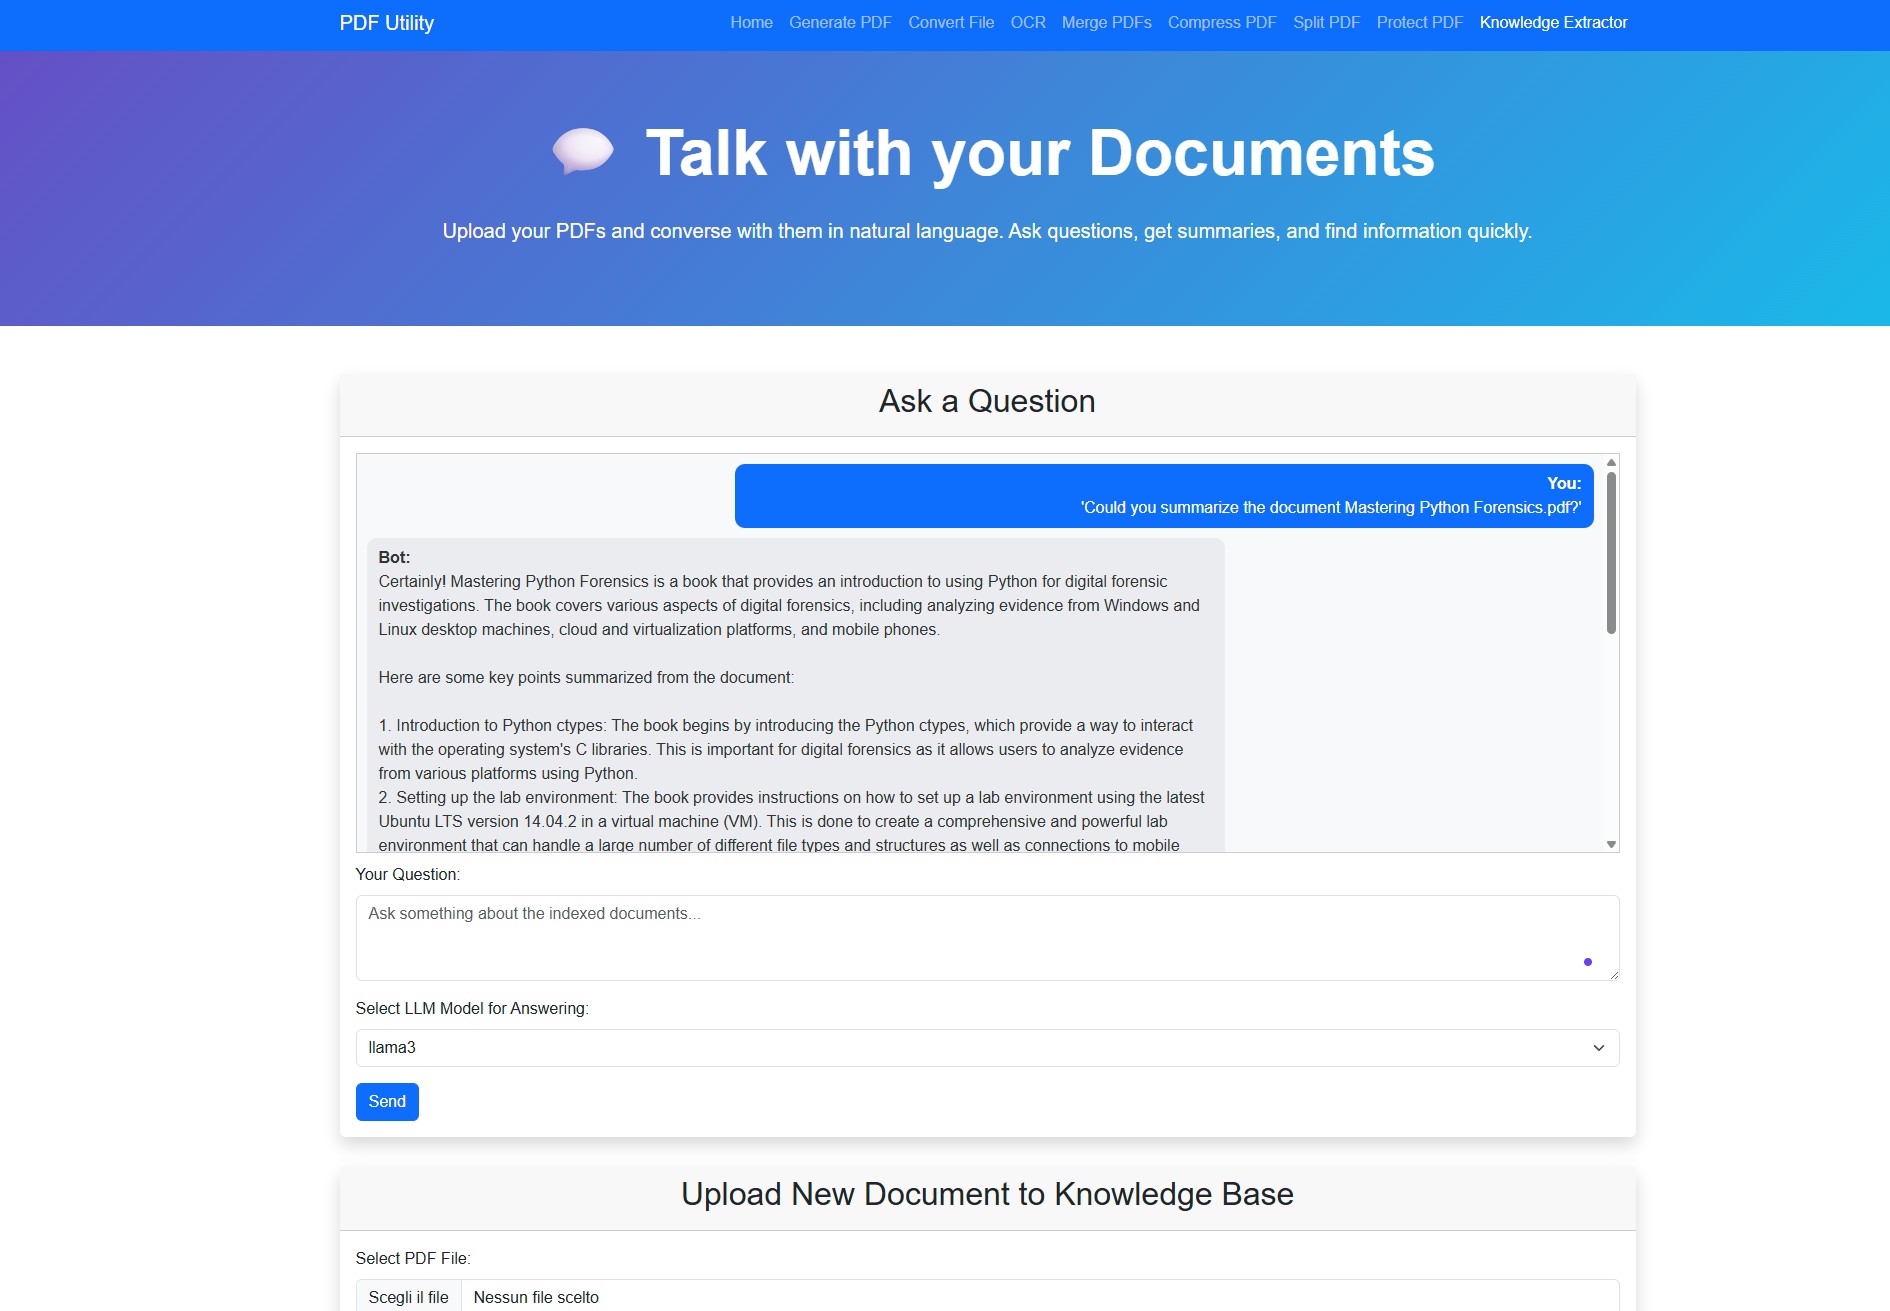 PDF Utility
Home Generate PDF Convert File OCR Merge PDFs Compress PDF Split PDF Protect PDF Knowledge Extractor
Talk with your Documents
Upload your PDFs and converse with them in natural language. Ask questions, get summaries, and find information quickly.
Ask a Question
You:
'Could you summarize the document Mastering Python Forensics.pdf?'
Bot:
Certainly! Mastering Python Forensics is a book that provides an introduction to using Python for digital forensic
investigations. The book covers various aspects of digital forensics, including analyzing evidence from Windows and
Linux desktop machines, cloud and virtualization platforms, and mobile phones.
Here are some key points summarized from the document:
1. Introduction to Python ctypes: The book begins by introducing the Python ctypes, which provide a way to interact
with the operating system's C libraries. This is important for digital forensics as it allows users to analyze evidence
from various platforms using Python.
2. Setting up the lab environment: The book provides instructions on how to set up a lab environment using the latest
Ubuntu LTS version 14.04.2 in a virtual machine (VM). This is done to create a comprehensive and powerful lab
environment that can handle a large number of different file types and structures as well as connections to mobile
Your Question:
Ask something about the indexed documents...
Select LLM Model for Answering:
llama3
Send
Upload New Document to Knowledge Base
Select PDF File:
Scegli il file Nessun file scelto